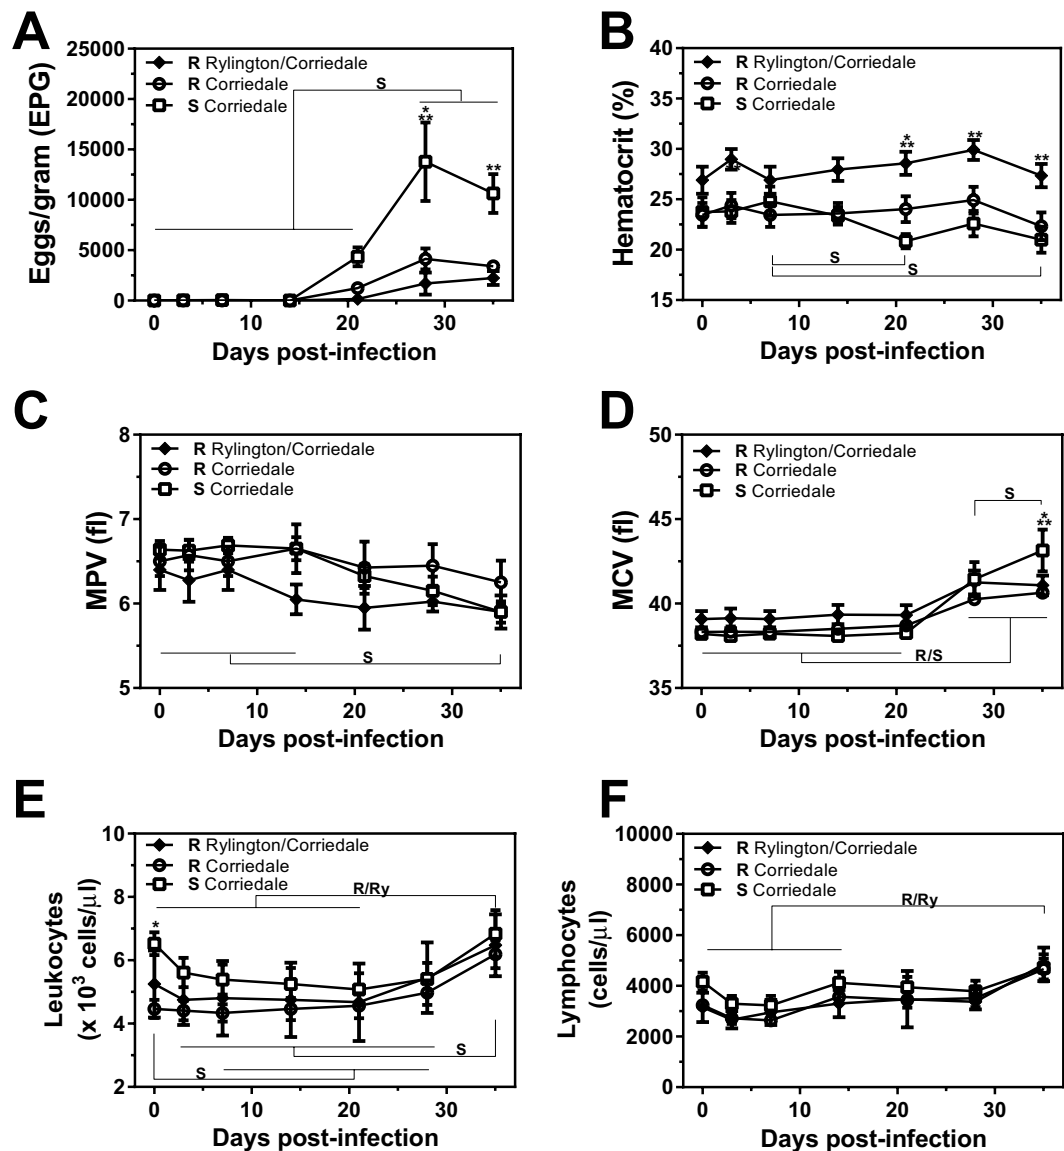 A
Eggs/gram (EPG)
25000
20000
15000
10000
5000
0
R Rylington/Corriedale
R Corriedale
S Corriedale
S
*
**
**
0 10 20 30
Days post-infection
B
Hematocrit (%)
40
35
30
25
20
15
R Rylington/Corriedale
R Corriedale
S Corriedale
*
*
**
**
**
S
S
0 10 20 30
Days post-infection
C
MPV (fl)
8
7
6
5
R Rylington/Corriedale
R Corriedale
S Corriedale
S
0 10 20 30
Days post-infection
D
MCV (fl)
50
45
40
35
R Rylington/Corriedale
R Corriedale
S Corriedale
S
*
**
R/S
0 10 20 30
Days post-infection
E
Leukocytes
(x 10³ cells/μl)
10
8
6
4
2
R Rylington/Corriedale
R Corriedale
S Corriedale
R/Ry
*
S
S
0 10 20 30
Days post-infection
F
Lymphocytes
(cells/μl)
10000
8000
6000
4000
2000
0
R Rylington/Corriedale
R Corriedale
S Corriedale
R/Ry
0 10 20 30
Days post-infection